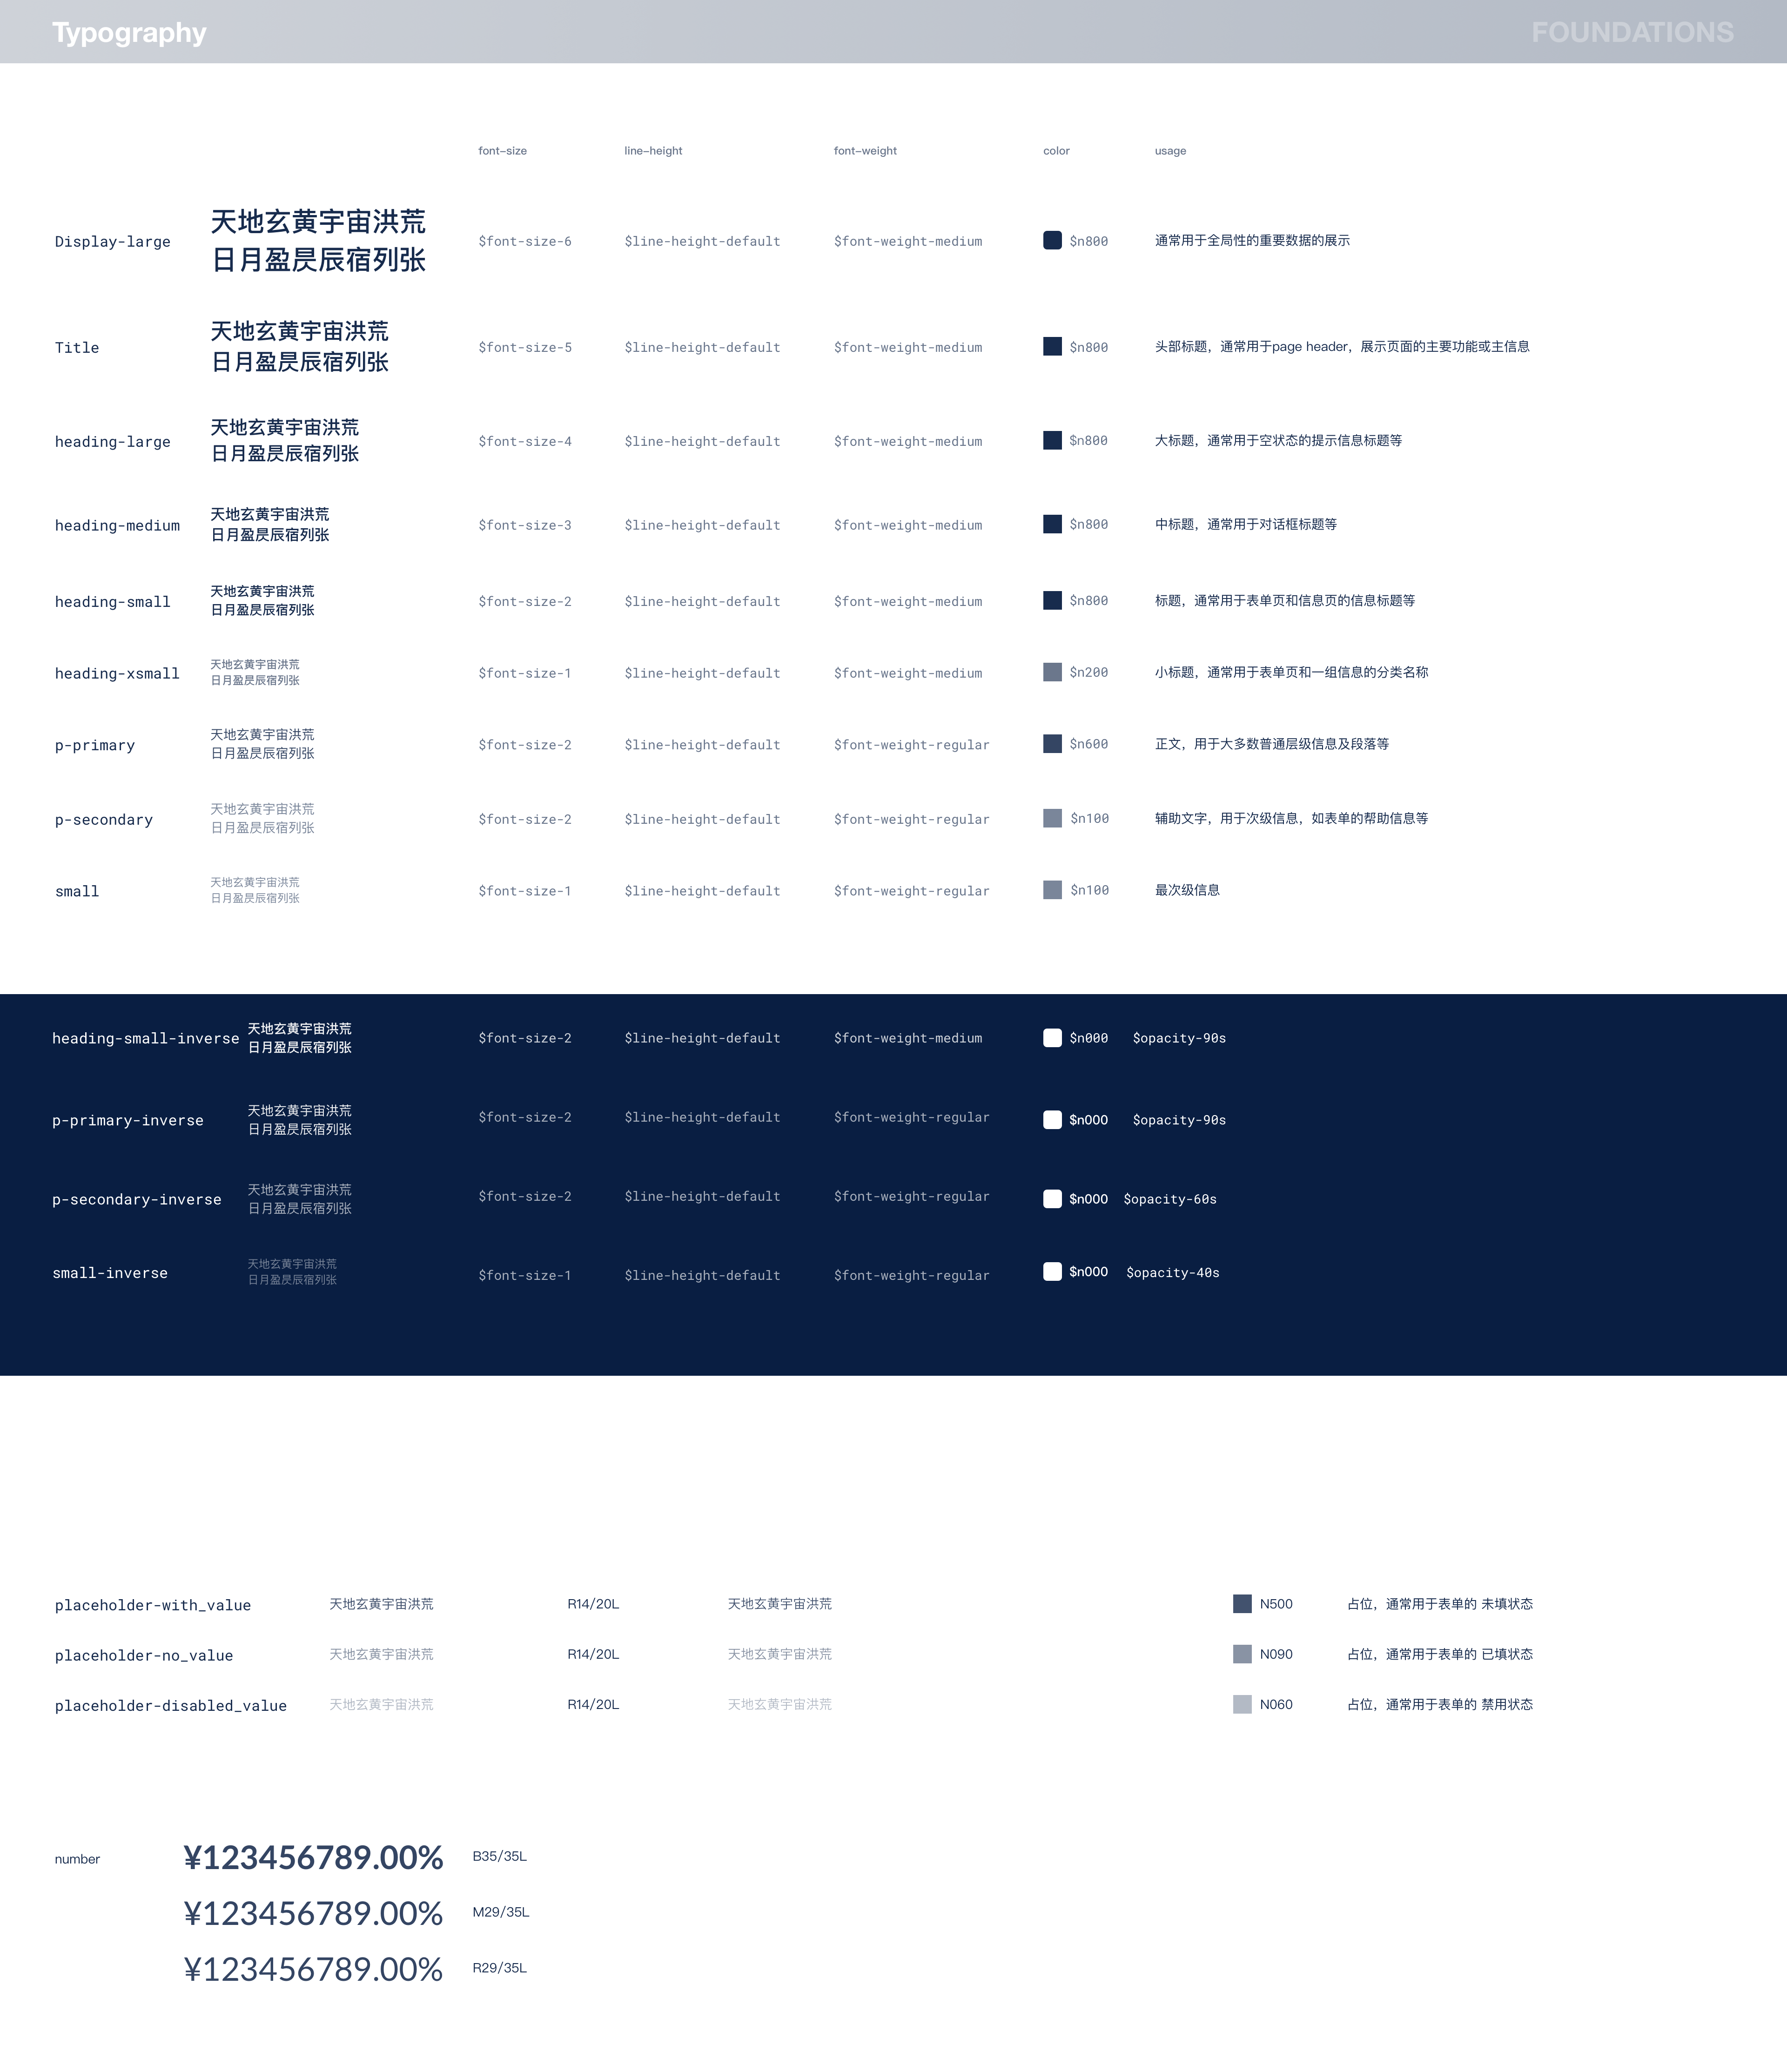 Typography FOUNDATIONS
font-size line-height font-weight color usage
天地玄黄宇宙洪荒
Display-large $font-size-6 $line-height-default $font-weight-medium $n800 通常用于全局性的重要数据的展示
日月盈昃辰宿列张
天地玄黄宇宙洪荒
Title $font-size-5 $line-height-default $font-weight-medium $n800 头部标题，通常用于page header，展示页面的主要功能或主信息
日月盈昃辰宿列张
天地玄黄宇宙洪荒
heading-large $font-size-4 $line-height-default $font-weight-medium $n800 大标题，通常用于空状态的提示信息标题等
日月盈昃辰宿列张
天地玄黄宇宙洪荒
heading-medium $font-size-3 $line-height-default $font-weight-medium $n800 中标题，通常用于对话框标题等
日月盈昃辰宿列张
天地玄黄宇宙洪荒
heading-small $font-size-2 $line-height-default $font-weight-medium $n800 标题，通常用于表单页和信息页的信息标题等
日月盈昃辰宿列张
天地玄黄宇宙洪荒
heading-xsmall $font-size-1 $line-height-default $font-weight-medium $n200 小标题，通常用于表单页和一组信息的分类名称
日月盈昃辰宿列张
天地玄黄宇宙洪荒
p-primary $font-size-2 $line-height-default $font-weight-regular $n600 正文，用于大多数普通层级信息及段落等
日月盈昃辰宿列张
天地玄黄宇宙洪荒
p-secondary $font-size-2 $line-height-default $font-weight-regular $n100 辅助文字，用于次级信息，如表单的帮助信息等
日月盈昃辰宿列张
天地玄黄宇宙洪荒
small $font-size-1 $line-height-default $font-weight-regular $n100 最次级信息
日月盈昃辰宿列张
天地玄黄宇宙洪荒
heading-small-inverse $font-size-2 $line-height-default $font-weight-medium $n000 $opacity-90s
日月盈昃辰宿列张
天地玄黄宇宙洪荒
p-primary-inverse $font-size-2 $line-height-default $font-weight-regular $n000 $opacity-90s
日月盈昃辰宿列张
天地玄黄宇宙洪荒
p-secondary-inverse $font-size-2 $line-height-default $font-weight-regular $n000 $opacity-60s
日月盈昃辰宿列张
天地玄黄宇宙洪荒
small-inverse $font-size-1 $line-height-default $font-weight-regular $n000 $opacity-40s
日月盈昃辰宿列张
placeholder-with_value 天地玄黄宇宙洪荒 R14/20L 天地玄黄宇宙洪荒 N500 占位，通常用于表单的 未填状态
placeholder-no_value 天地玄黄宇宙洪荒 R14/20L 天地玄黄宇宙洪荒 N090 占位，通常用于表单的 已填状态
placeholder-disabled_value 天地玄黄宇宙洪荒 R14/20L 天地玄黄宇宙洪荒 N060 占位，通常用于表单的 禁用状态
number ¥123456789.00% B35/35L
¥123456789.00% M29/35L
¥123456789.00% R29/35L